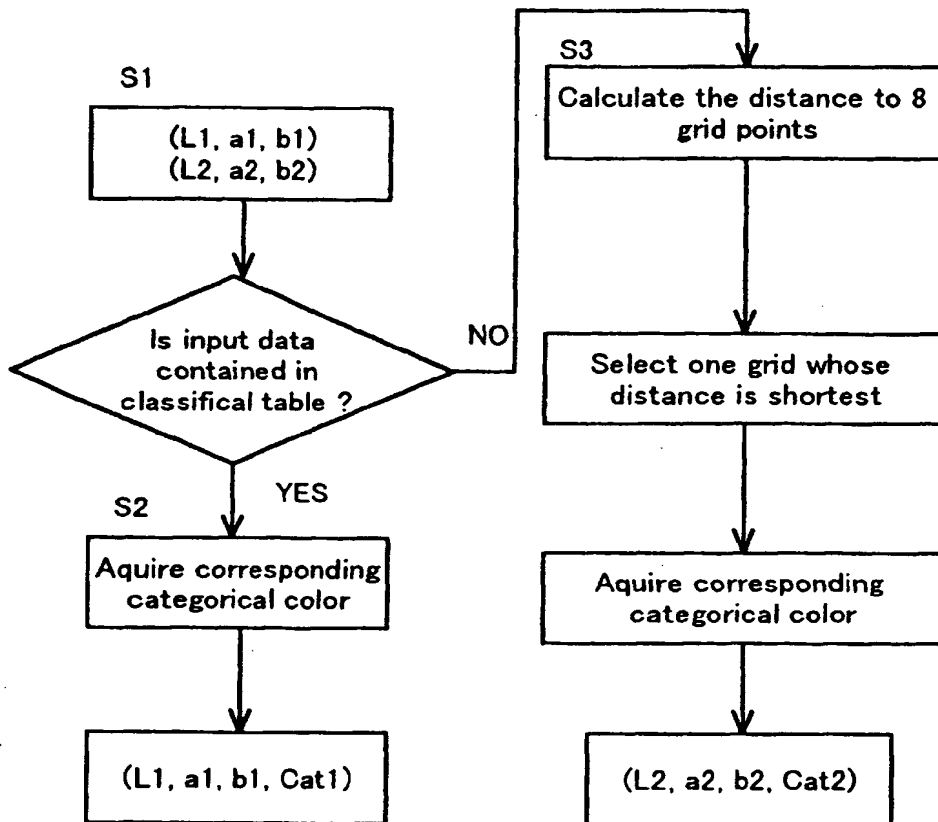 S1
(L1, a1, b1)
(L2, a2, b2)
Is input data
contained in
classifical table ?
NO
YES
S2
Aquire corresponding
categorical color
(L1, a1, b1, Cat1)
S3
Calculate the distance to 8
grid points
Select one grid whose
distance is shortest
Aquire corresponding
categorical color
(L2, a2, b2, Cat2)